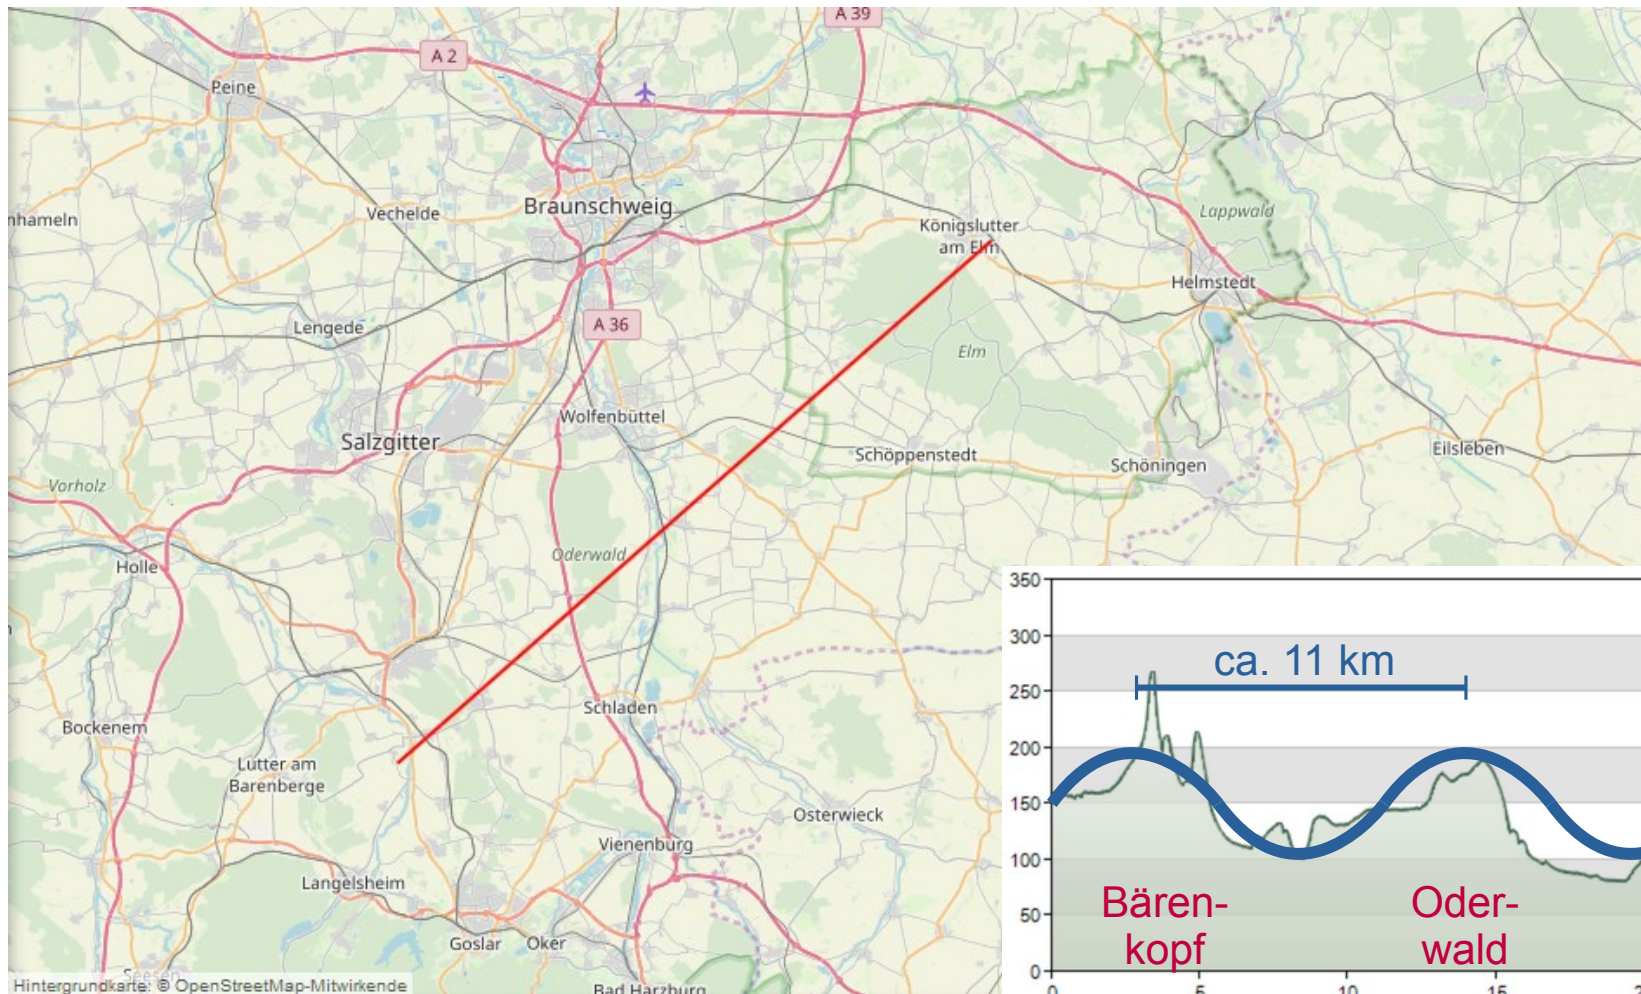 A 39
A 2
Peine
Vechelde
Braunschweig
Königslutter
am Elm
Lappwald
nhameln
Helmstedt
Lengede
A 36
Elm
Wolfenbüttel
Salzgitter
Schöppenstedt
Eilsleben
Schöningen
Vorholz
Oderwald
Holle
Schladen
Bockenem
Lutter am
Barenberge
Osterwieck
Vienenburg
Langelsheim
Goslar
Oker
Seesen
Bad Harzburg
Hintergrundkarte: © OpenStreetMap-Mitwirkende
350
300
250
200
150
100
50
0
ca. 11 km
Bären-
kopf
Oder-
wald
0
5
10
15